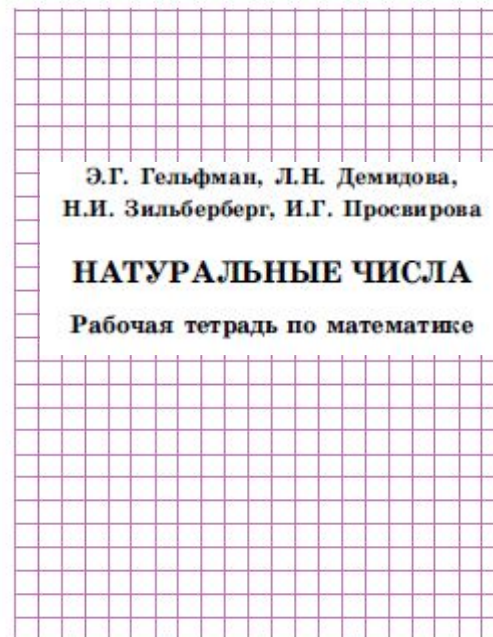 Э.Г. Гельфман, Л.Н. Демидова,
Н.И. Зильберберг, И.Г. Просвирова
НАТУРАЛЬНЫЕ ЧИСЛА
Рабочая тетрадь по математике